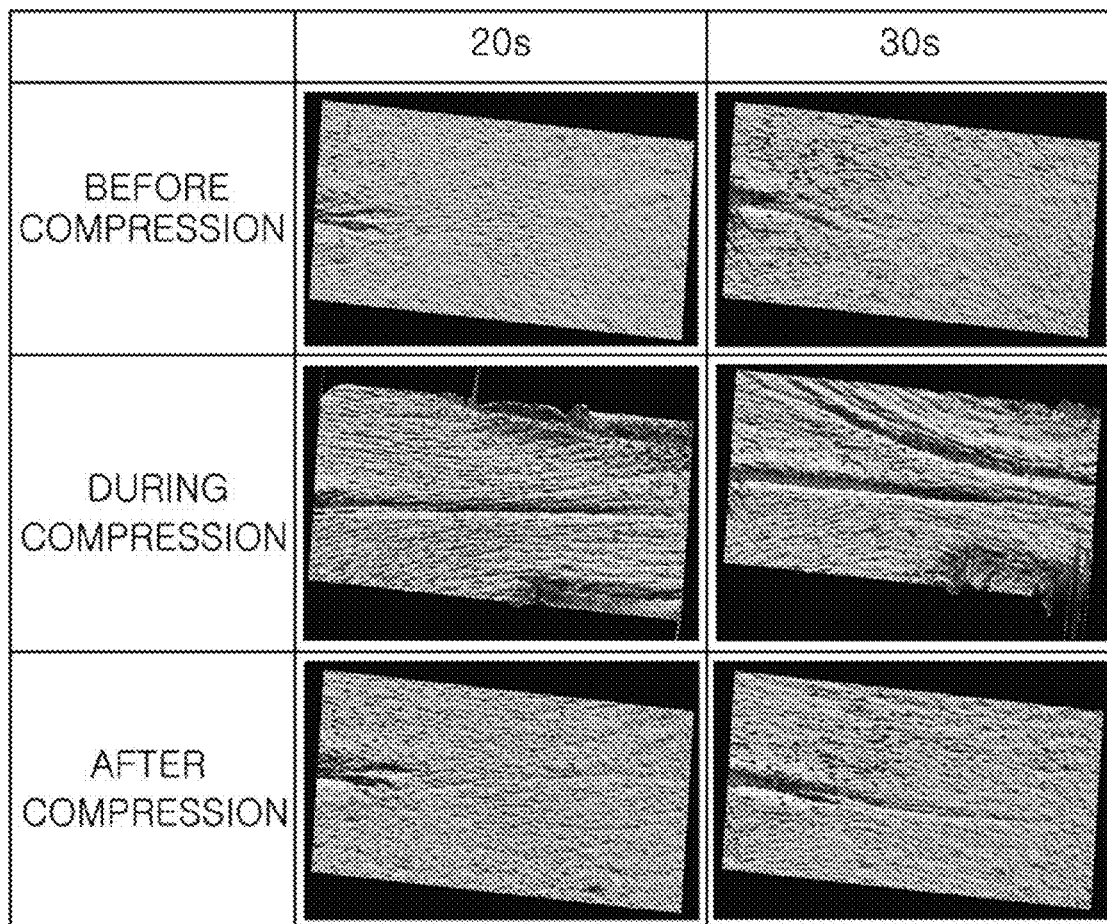 20s
30s
BEFORE
COMPRESSION
DURING
COMPRESSION
AFTER
COMPRESSION